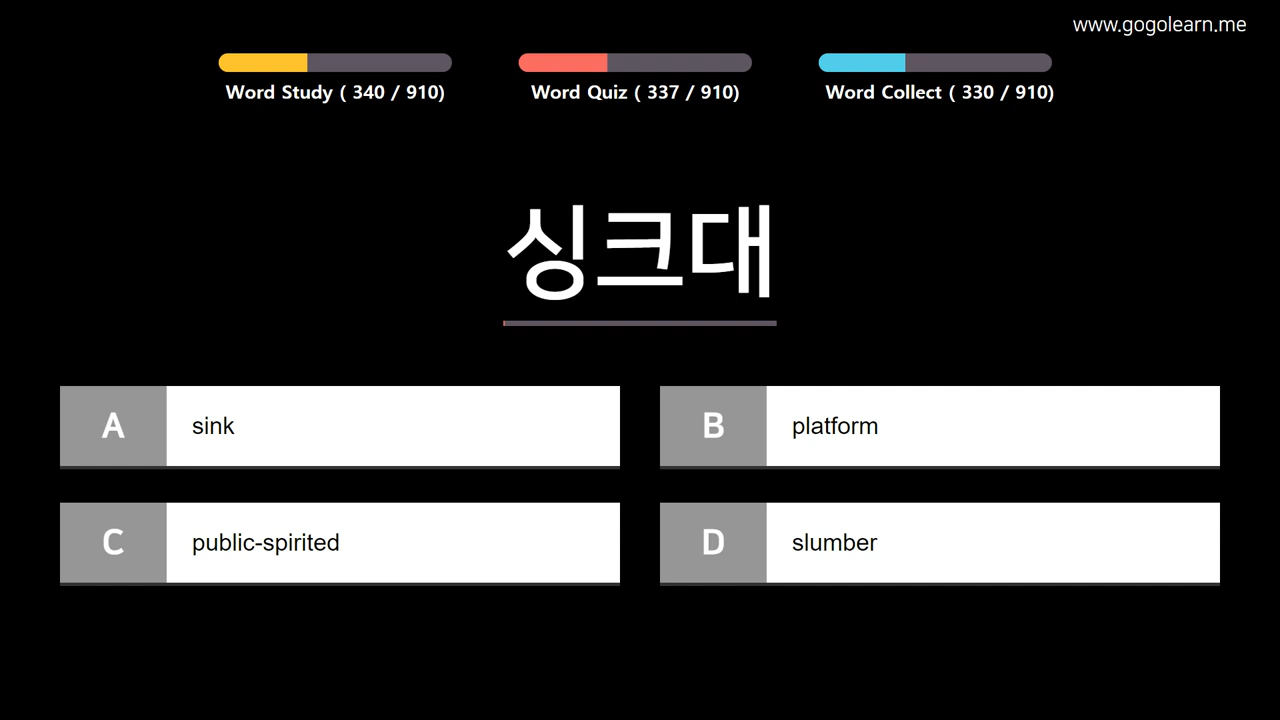 www.gogolearn.me
Word Study ( 340 / 910)
Word Quiz ( 337 / 910)
Word Collect ( 330 / 910)
싱크대
A sink
B platform
C public-spirited
D slumber